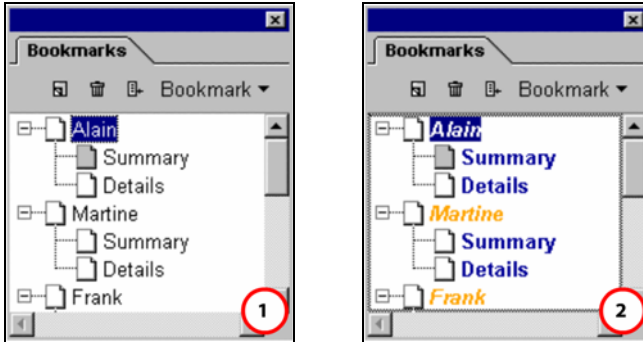 Bookmarks
Bookmark
Alain
Summary
Details
Martine
Summary
Details
Frank
1
Bookmarks
Bookmark
Alain
Summary
Details
Martine
Summary
Details
Frank
2